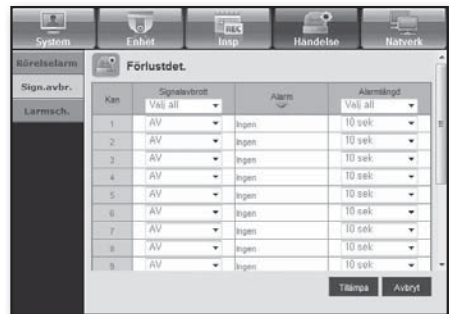 System Enhet Insp Händelse Nätverk
Rörelselarm
Sign.avbr.
Larmsch.
Förlustdet.
Kan Signalavbrott Alarm Alarmlängd
Välj all Välj all
1 AV Ingen 10 sek
2 AV Ingen 10 sek
3 AV Ingen 10 sek
4 AV Ingen 10 sek
5 AV Ingen 10 sek
6 AV Ingen 10 sek
7 AV Ingen 10 sek
8 AV Ingen 10 sek
9 AV Ingen 10 sek
Tillämpa Avbryt